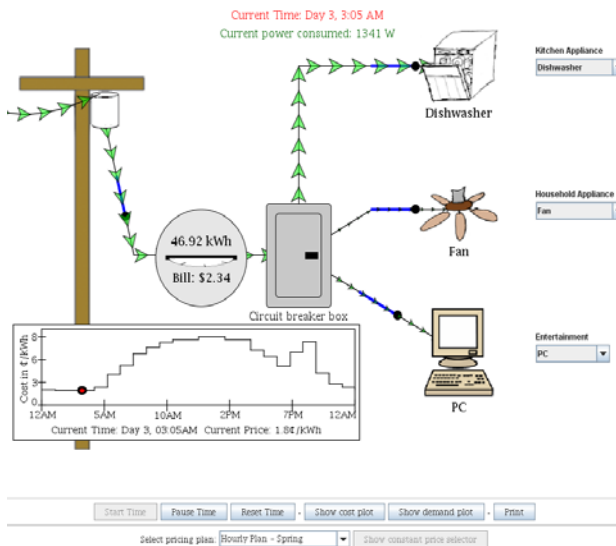 Current Time: Day 3, 3:05 AM
Current power consumed: 1341 W
Kitchen Appliance
Dishwasher
Dishwasher
Household Appliance
Fan
Fan
46.92 kWh
Bill: $2.34
Circuit breaker box
Entertainment
PC
PC
Cost in ¢/kWh
8
6
3
0
12AM 5AM 10AM 2PM 7PM 12AM
Current Time: Day 3, 03:05AM Current Price: 1.8¢/kWh
Start Time Pause Time Reset Time - Show cost plot Show demand plot - Print
Select pricing plan: Hourly Plan - Spring Show constant price selector